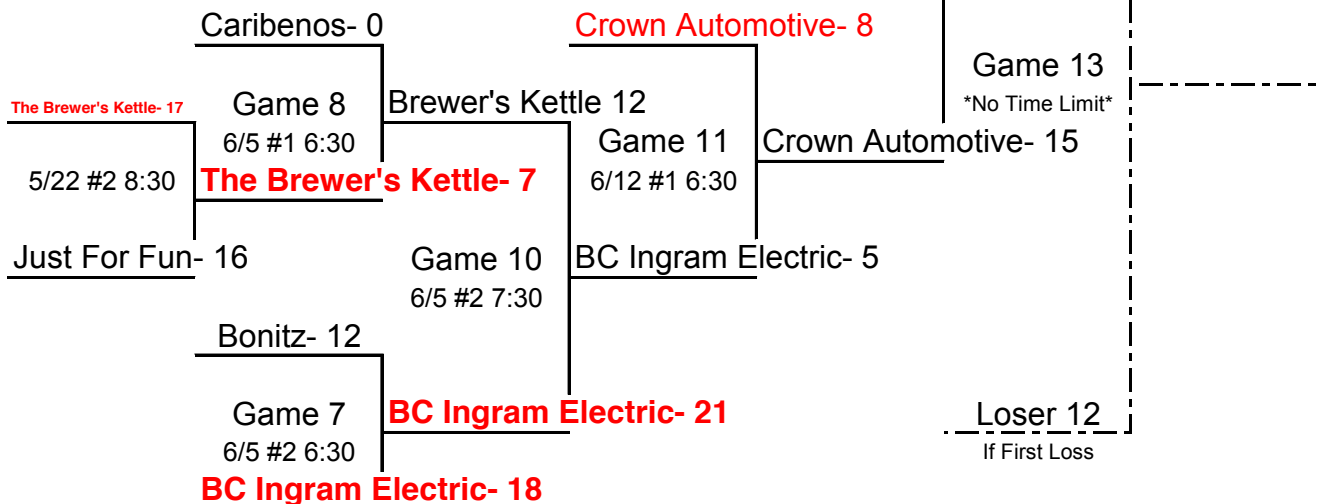 Caribenos- 0
Crown Automotive- 8
Game 13
*No Time Limit*
The Brewer's Kettle- 17
Game 8
6/5 #1 6:30
Brewer's Kettle 12
Game 11
6/12 #1 6:30
Crown Automotive- 15
5/22 #2 8:30
The Brewer's Kettle- 7
Just For Fun- 16
Game 10
6/5 #2 7:30
BC Ingram Electric- 5
Bonitz- 12
Game 7
6/5 #2 6:30
BC Ingram Electric- 21
Loser 12
If First Loss
BC Ingram Electric- 18